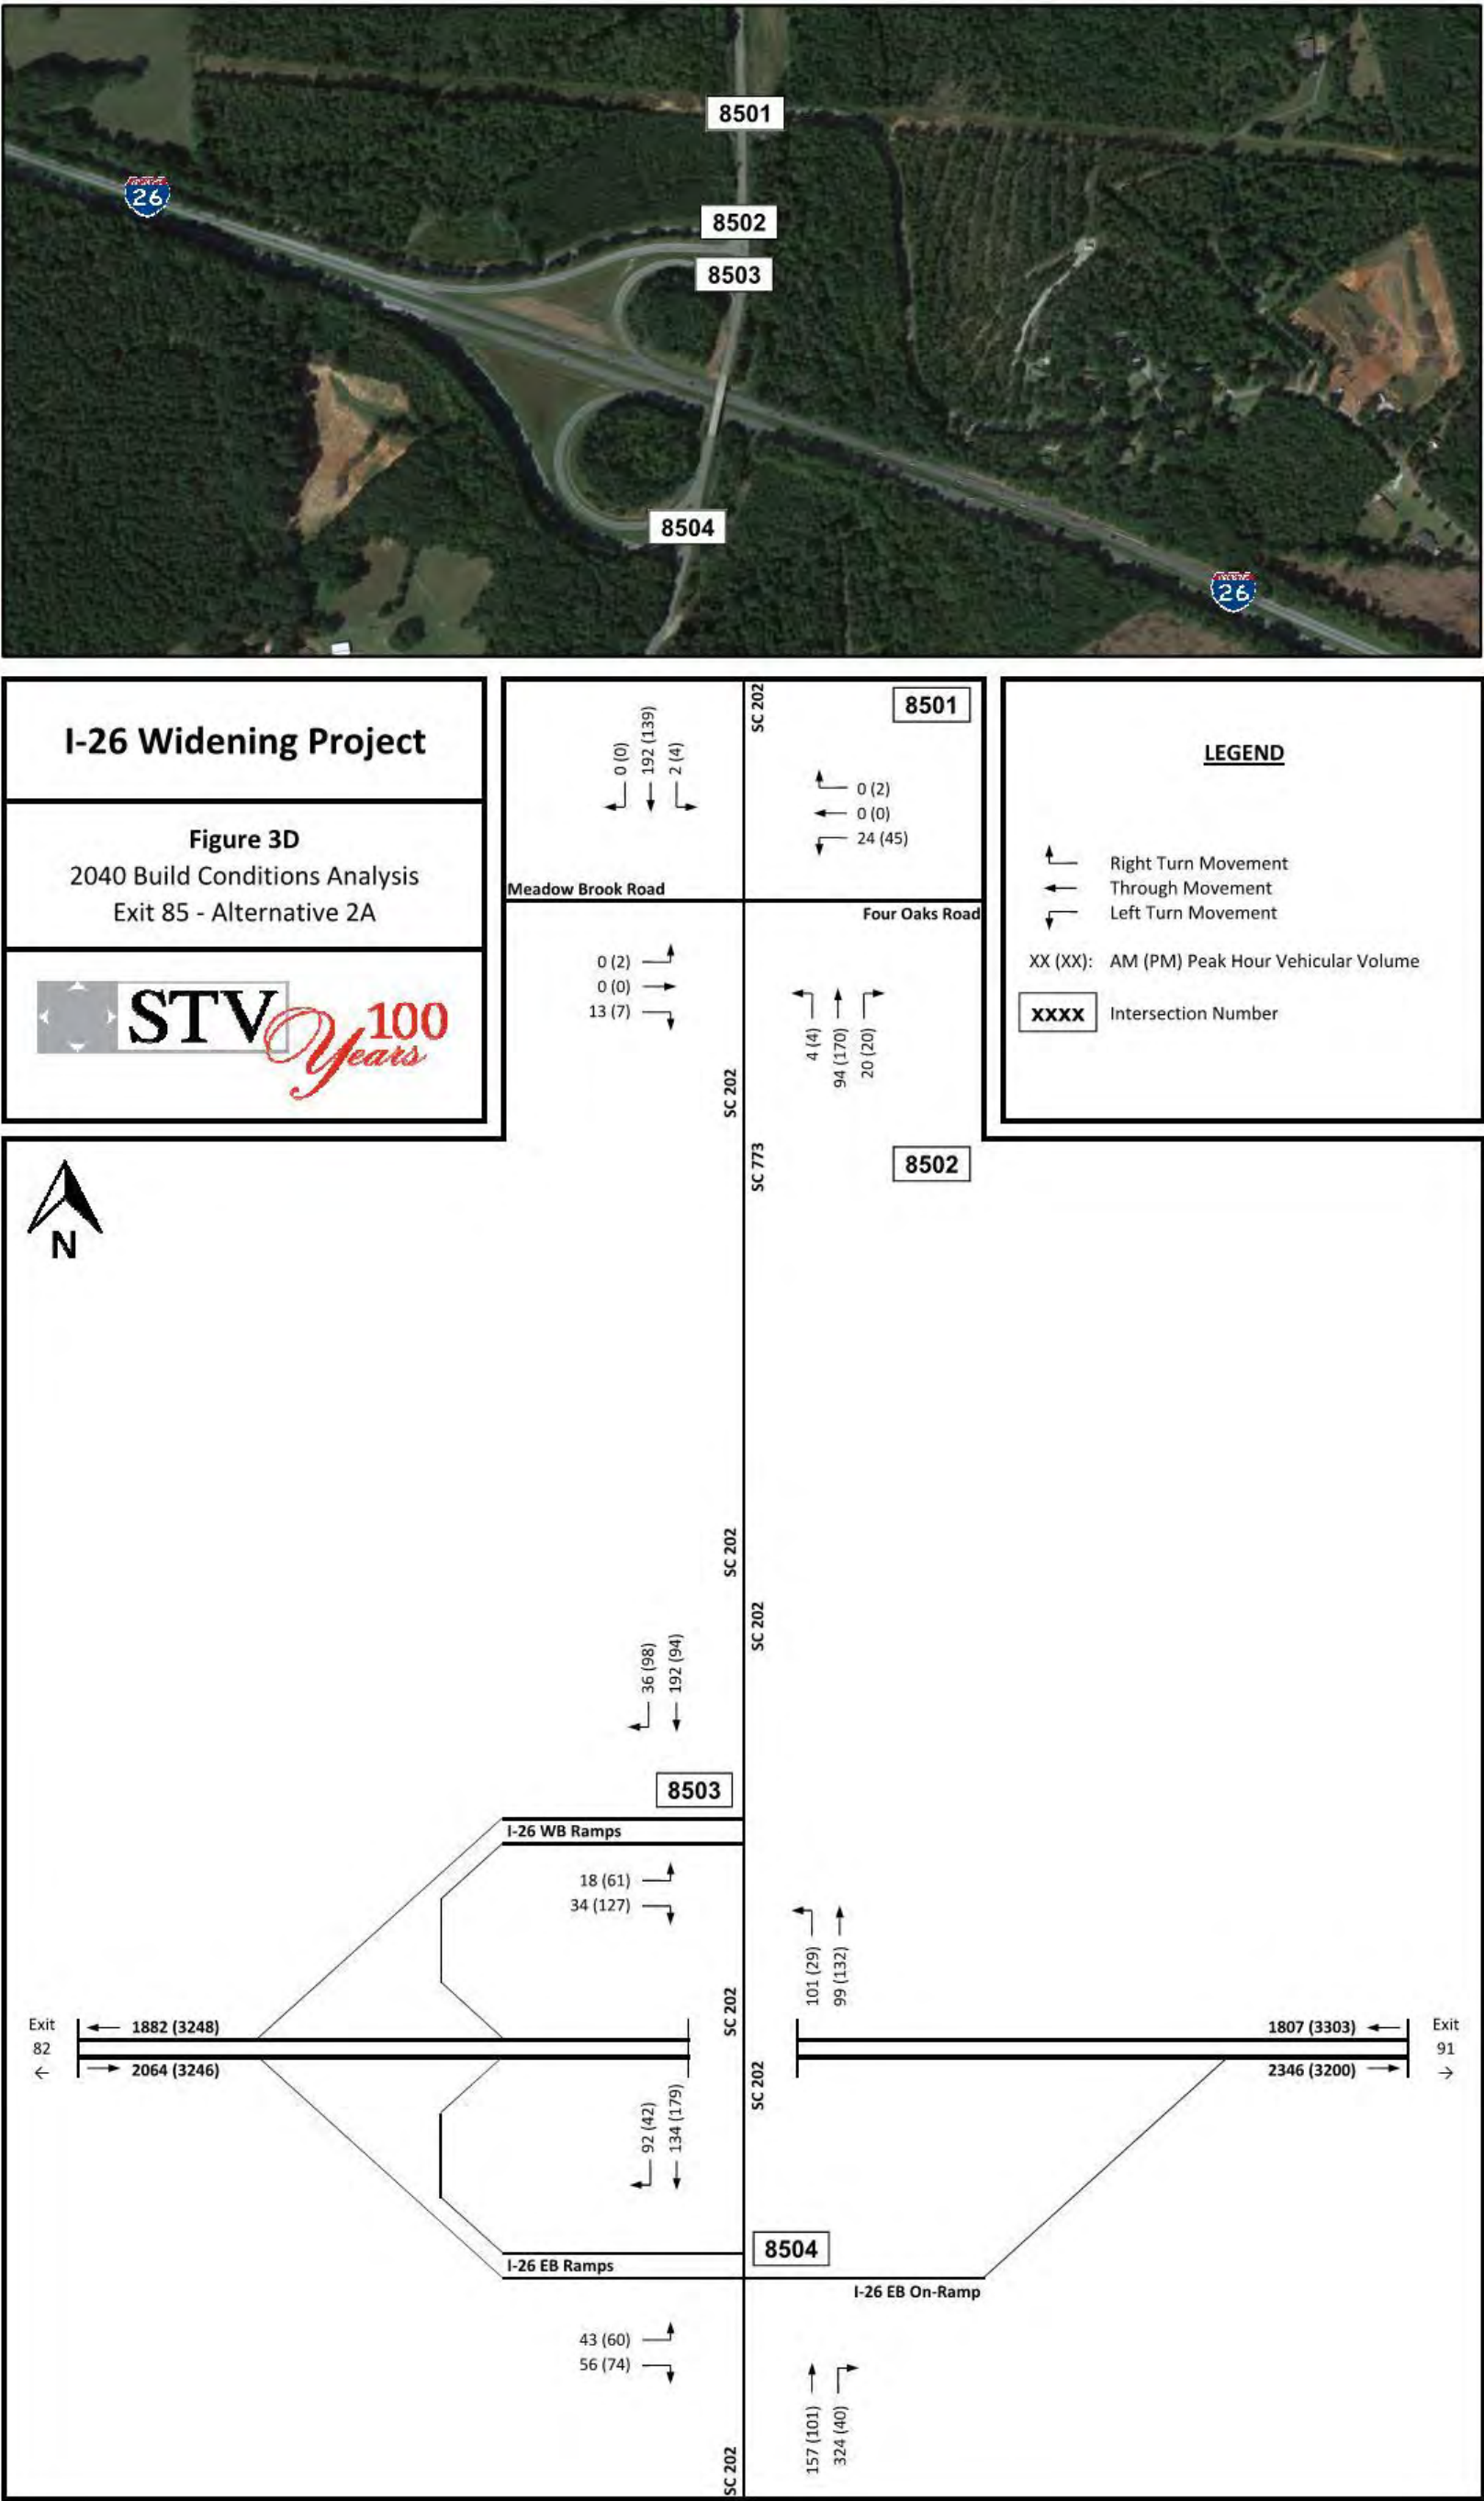 8501
26
8502
8503
8504
26
I-26 Widening Project
Figure 3D
2040 Build Conditions Analysis
Exit 85 - Alternative 2A
STV 100
Years
SC 202
8501
0 (0)
192 (139)
2 (4)
0 (2)
0 (0)
24 (45)
Meadow Brook Road
Four Oaks Road
0 (2)
0 (0)
13 (7)
4 (4)
94 (170)
20 (20)
SC 202
LEGEND
Right Turn Movement
Through Movement
Left Turn Movement
XX (XX): AM (PM) Peak Hour Vehicular Volume
XXXX Intersection Number
N
SC 773
8502
SC 202
SC 202
36 (98)
192 (94)
8503
I-26 WB Ramps
18 (61)
34 (127)
101 (29)
99 (132)
SC 202
Exit
82
←
1882 (3248)
2064 (3246)
1807 (3303)
2346 (3200)
Exit
91
→
SC 202
92 (42)
134 (179)
8504
I-26 EB Ramps
I-26 EB On-Ramp
43 (60)
56 (74)
157 (101)
324 (40)
SC 202